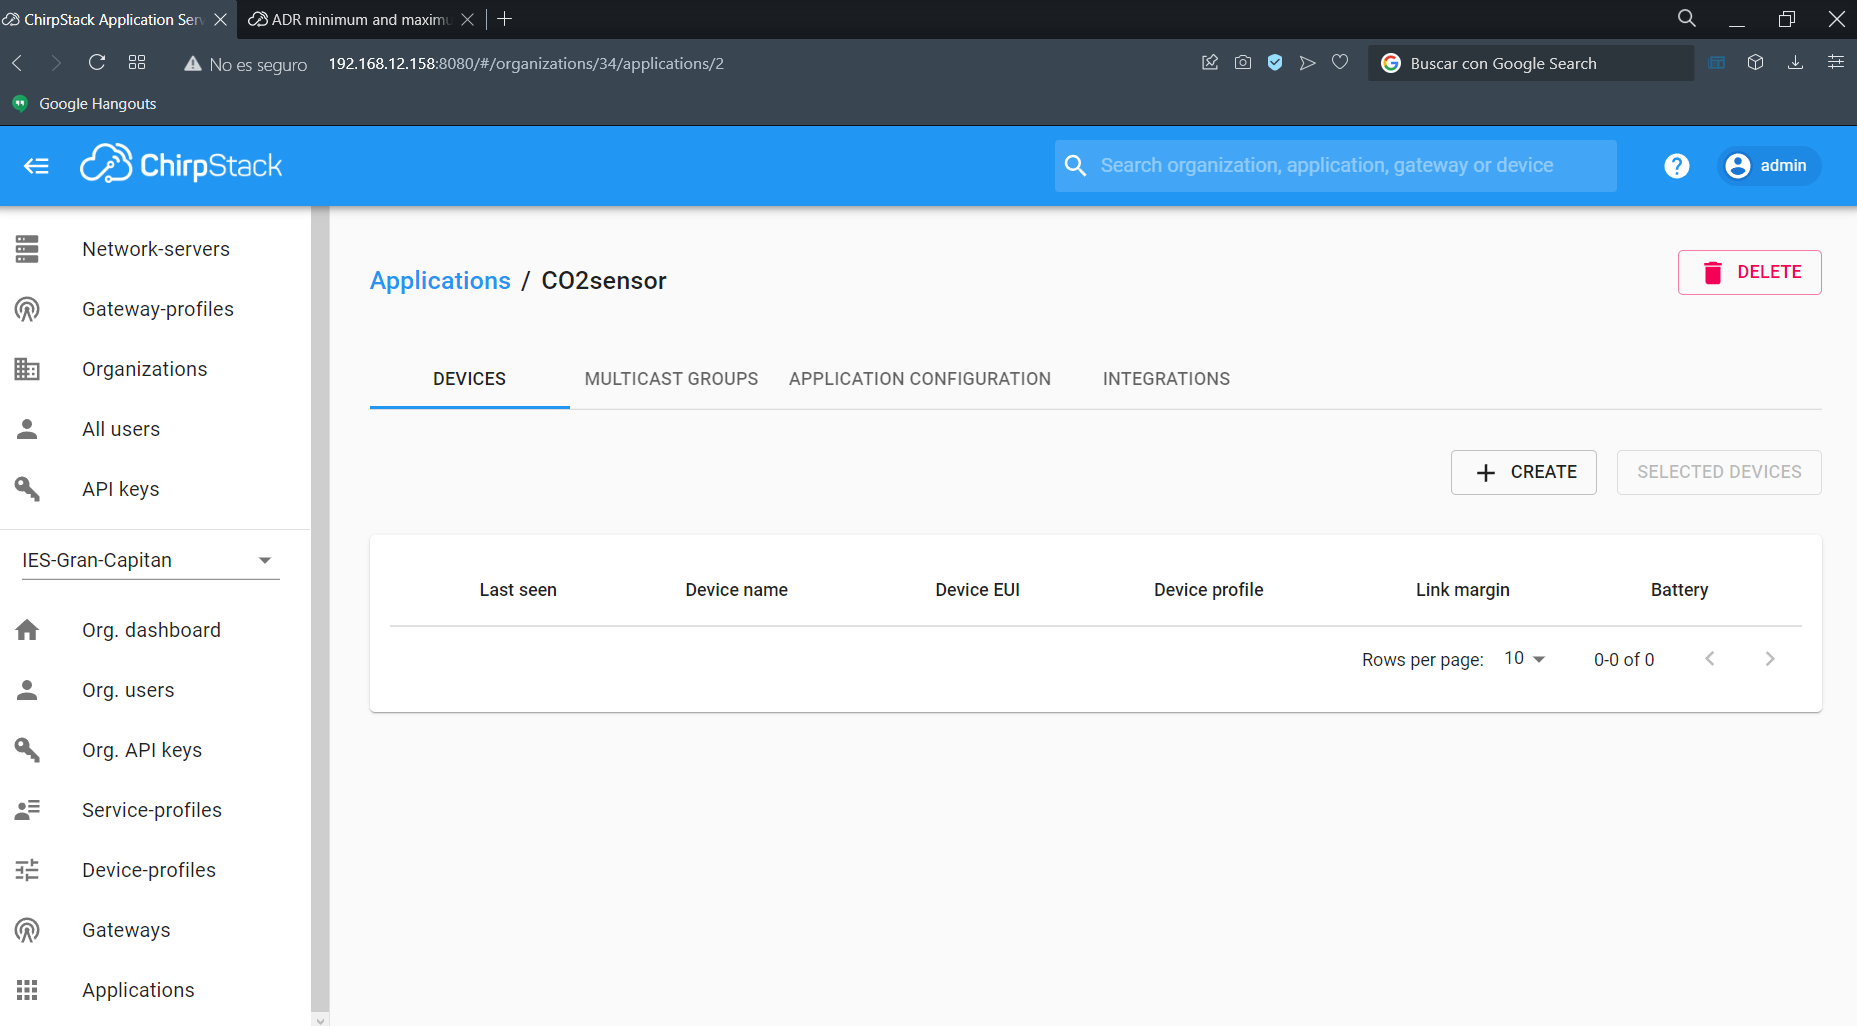 ChirpStack Application Serv
ADR minimum and maximu
No es seguro
192.168.12.158:8080/#/organizations/34/applications/2
Buscar con Google Search
Google Hangouts
ChirpStack
Search organization, application, gateway or device
?
admin
Network-servers
Gateway-profiles
Organizations
All users
API keys
IES-Gran-Capitan
Org. dashboard
Org. users
Org. API keys
Service-profiles
Device-profiles
Gateways
Applications
Applications / CO2sensor
DELETE
DEVICES
MULTICAST GROUPS
APPLICATION CONFIGURATION
INTEGRATIONS
CREATE
SELECTED DEVICES
Last seen
Device name
Device EUI
Device profile
Link margin
Battery
Rows per page: 10
0-0 of 0